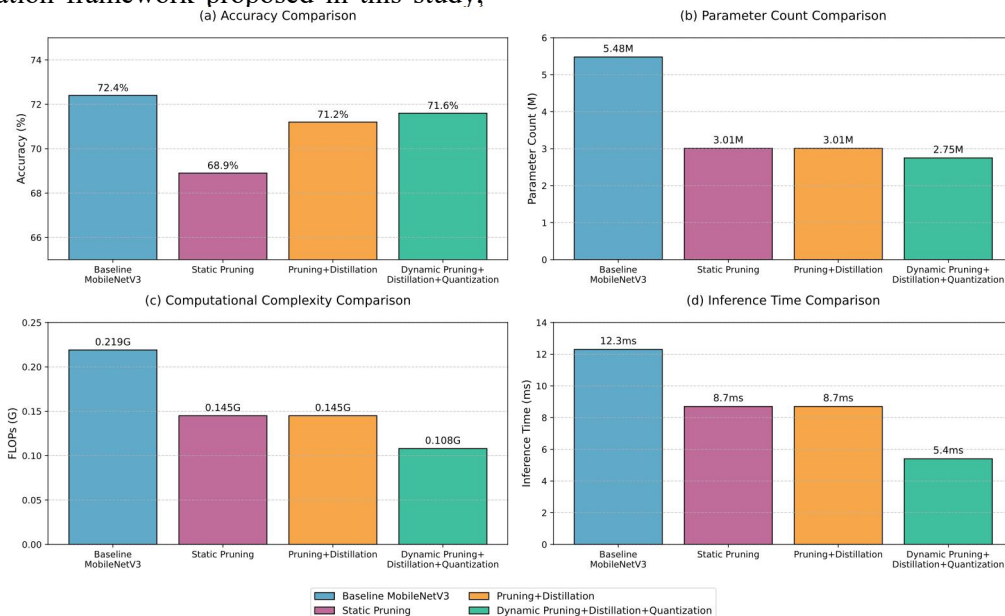 ation framework proposed in this study,
(a) Accuracy Comparison
74
72
70
68
66
Accuracy (%)
72.4%
68.9%
71.2%
71.6%
Baseline
MobileNetV3
Static Pruning
Pruning+Distillation
Dynamic Pruning+
Distillation+Quantization
(b) Parameter Count Comparison
6
5
4
3
2
1
0
Parameter Count (M)
5.48M
3.01M
3.01M
2.75M
Baseline
MobileNetV3
Static Pruning
Pruning+Distillation
Dynamic Pruning+
Distillation+Quantization
(c) Computational Complexity Comparison
0.25
0.20
0.15
0.10
0.05
0.00
FLOPs (G)
0.219G
0.145G
0.145G
0.108G
Baseline
MobileNetV3
Static Pruning
Pruning+Distillation
Dynamic Pruning+
Distillation+Quantization
(d) Inference Time Comparison
14
12
10
8
6
4
2
0
Inference Time (ms)
12.3ms
8.7ms
8.7ms
5.4ms
Baseline
MobileNetV3
Static Pruning
Pruning+Distillation
Dynamic Pruning+
Distillation+Quantization
Baseline MobileNetV3
Static Pruning
Pruning+Distillation
Dynamic Pruning+Distillation+Quantization